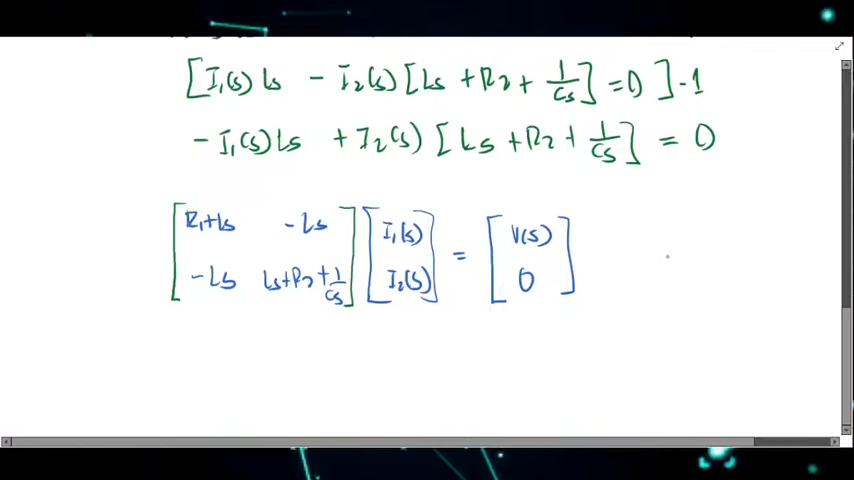 [I₁(s)Ls - I₂(s)[Ls + R₂ + 1/Cs] = 0] · -1
- I₁(s)Ls + I₂(s)[Ls + R₂ + 1/Cs] = 0
[R₁+Ls -Ls] [I₁(s)] = [V(s)]
[-Ls Ls+R₂+1/Cs] [I₂(s)] [0]